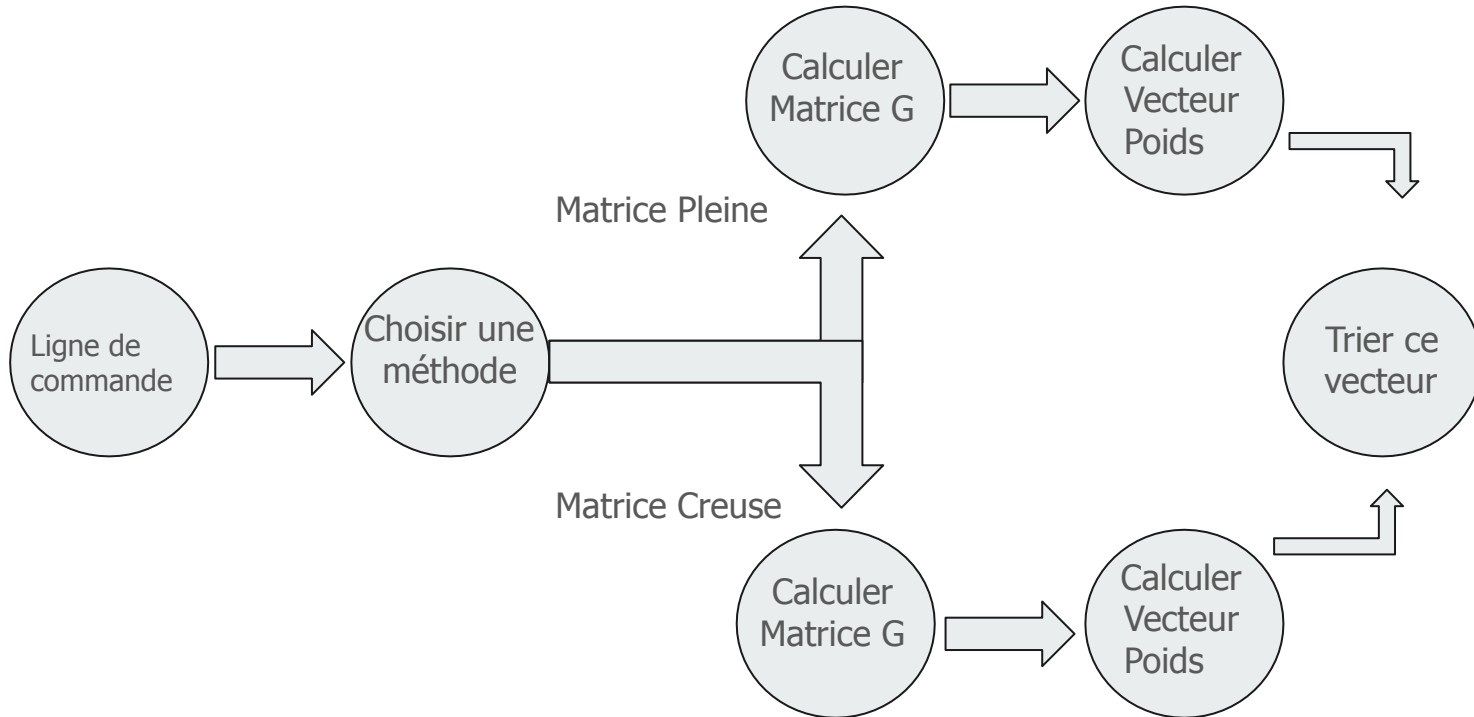 Ligne de
commande
Choisir une
méthode
Matrice Pleine
Calculer
Matrice G
Calculer
Vecteur
Poids
Matrice Creuse
Calculer
Matrice G
Calculer
Vecteur
Poids
Trier ce
vecteur